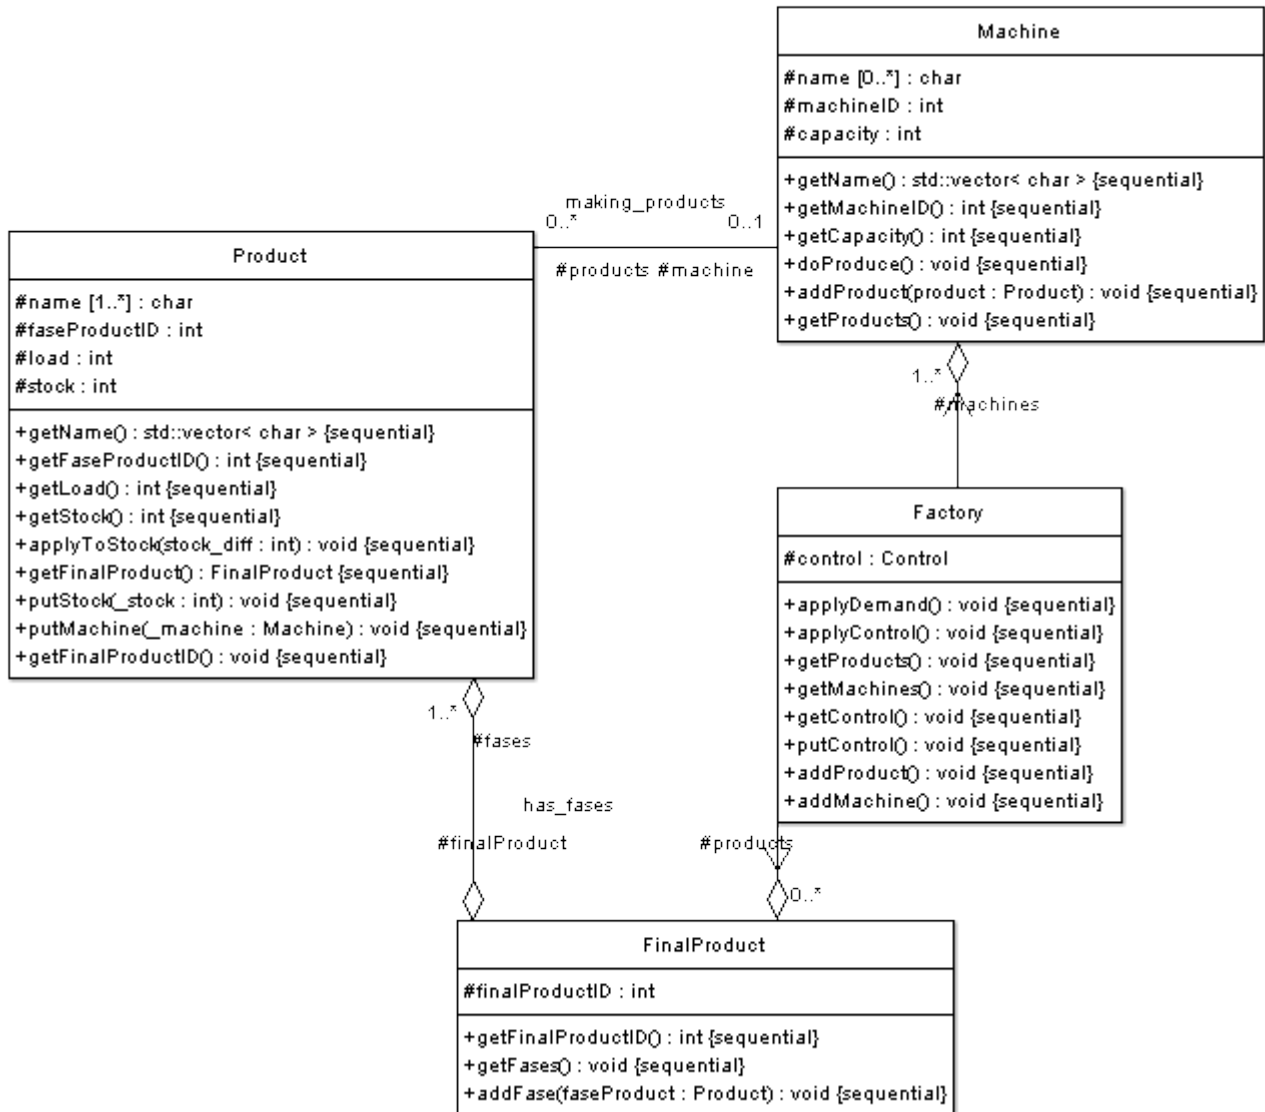 Machine
#name [0..*] : char
#machineID : int
#capacity : int
+getName() : std::vector< char > {sequential}
+getMachineID() : int {sequential}
+getCapacity() : int {sequential}
+doProduce() : void {sequential}
+addProduct(product : Product) : void {sequential}
+getProducts() : void {sequential}
making_products
0..* 0..1
#products #machine
Product
#name [1..*] : char
#faseProductID : int
#load : int
#stock : int
+getName() : std::vector< char > {sequential}
+getFaseProductID() : int {sequential}
+getLoad() : int {sequential}
+getStock() : int {sequential}
+applyToStock(stock_diff : int) : void {sequential}
+getFinalProduct() : FinalProduct {sequential}
+putStock(_stock : int) : void {sequential}
+putMachine(_machine : Machine) : void {sequential}
+getFinalProductID() : void {sequential}
1..*
#machines
Factory
#control : Control
+applyDemand() : void {sequential}
+applyControl() : void {sequential}
+getProducts() : void {sequential}
+getMachines() : void {sequential}
+getControl() : void {sequential}
+putControl() : void {sequential}
+addProduct() : void {sequential}
+addMachine() : void {sequential}
1..*
#fases
has_fases
#finalProduct
#products
0..*
FinalProduct
#finalProductID : int
+getFinalProductID() : int {sequential}
+getFases() : void {sequential}
+addFase(faseProduct : Product) : void {sequential}